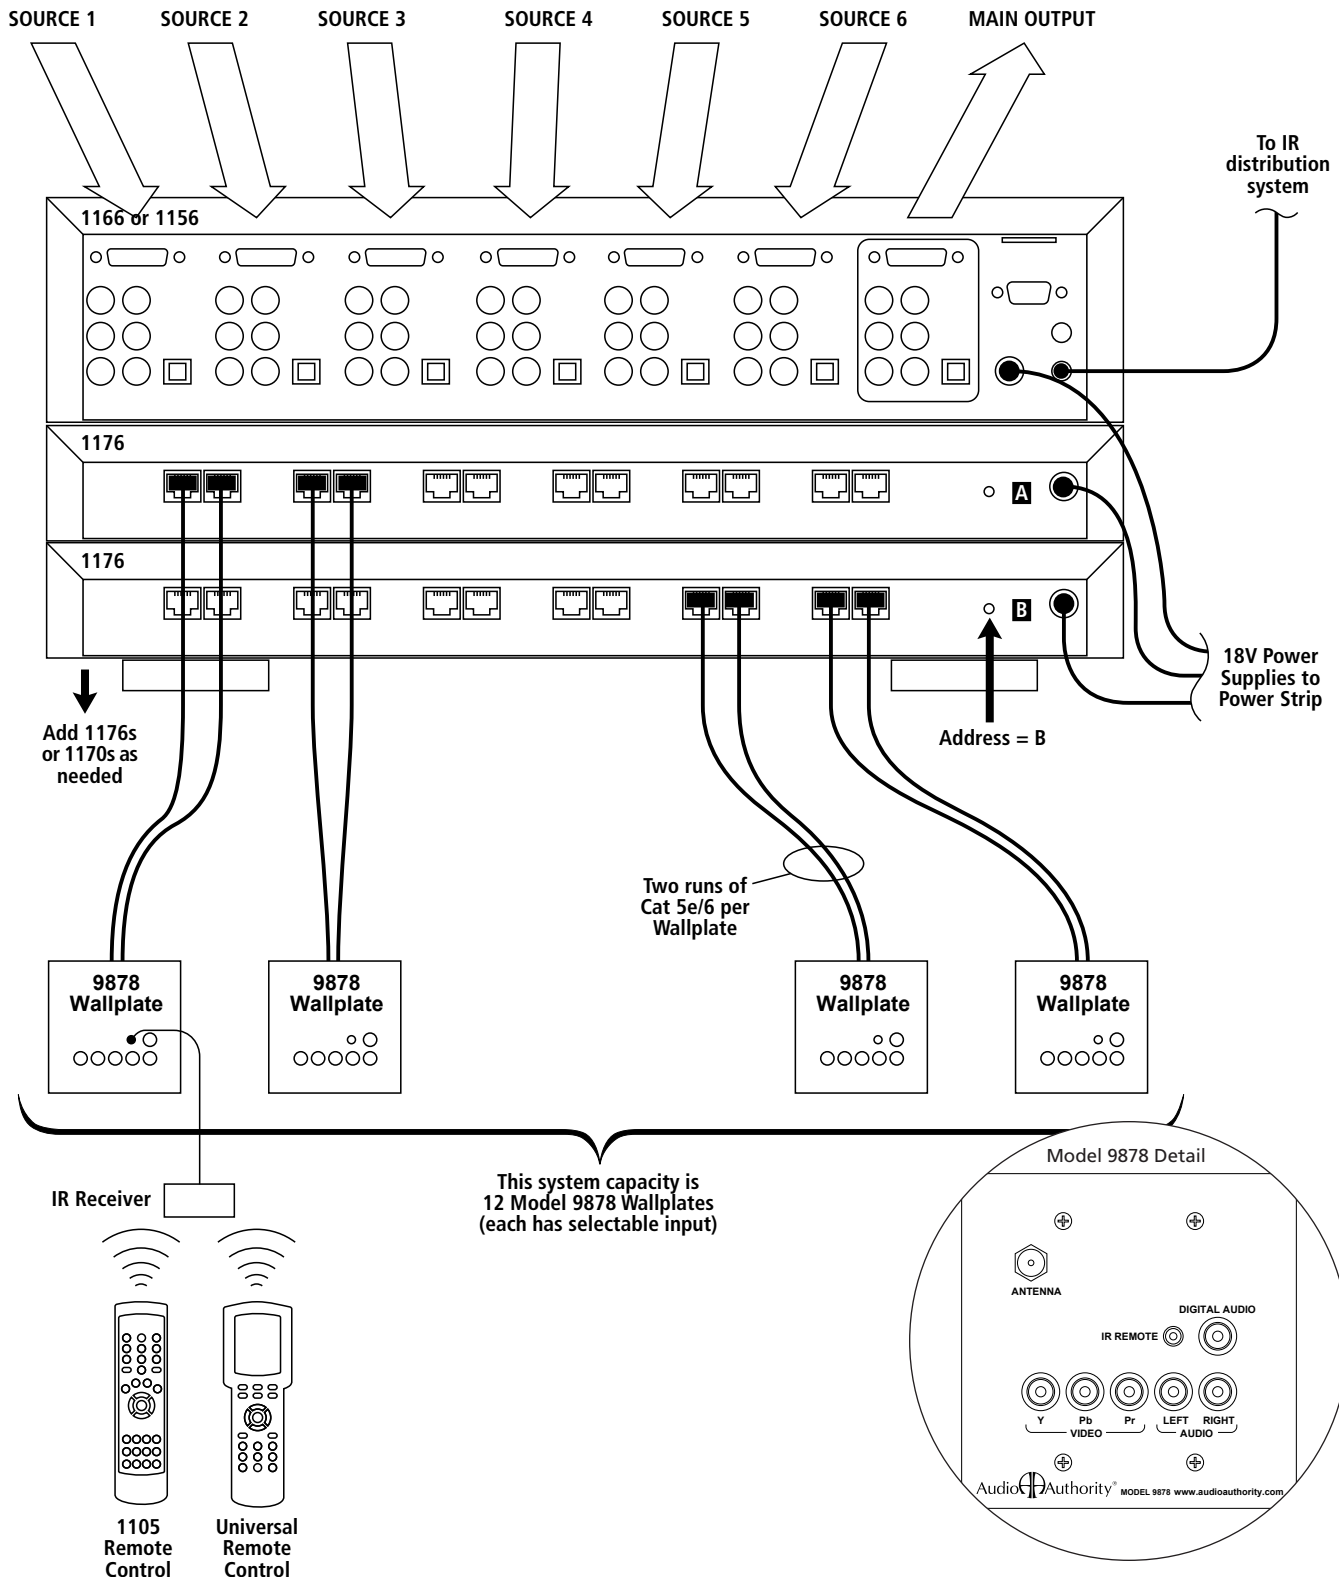 SOURCE 1
SOURCE 2
SOURCE 3
SOURCE 4
SOURCE 5
SOURCE 6
MAIN OUTPUT
To IR
distribution
system
1166 or 1156
1176
A
1176
B
18V Power
Supplies to
Power Strip
Add 1176s
or 1170s as
needed
Address = B
Two runs of
Cat 5e/6 per
Wallplate
9878
Wallplate
9878
Wallplate
9878
Wallplate
9878
Wallplate
This system capacity is
12 Model 9878 Wallplates
(each has selectable input)
IR Receiver
1105
Remote
Control
Universal
Remote
Control
Model 9878 Detail
ANTENNA
DIGITAL AUDIO
IR REMOTE
Y Pb Pr LEFT RIGHT
VIDEO AUDIO
Audio Authority® MODEL 9878 www.audioauthority.com